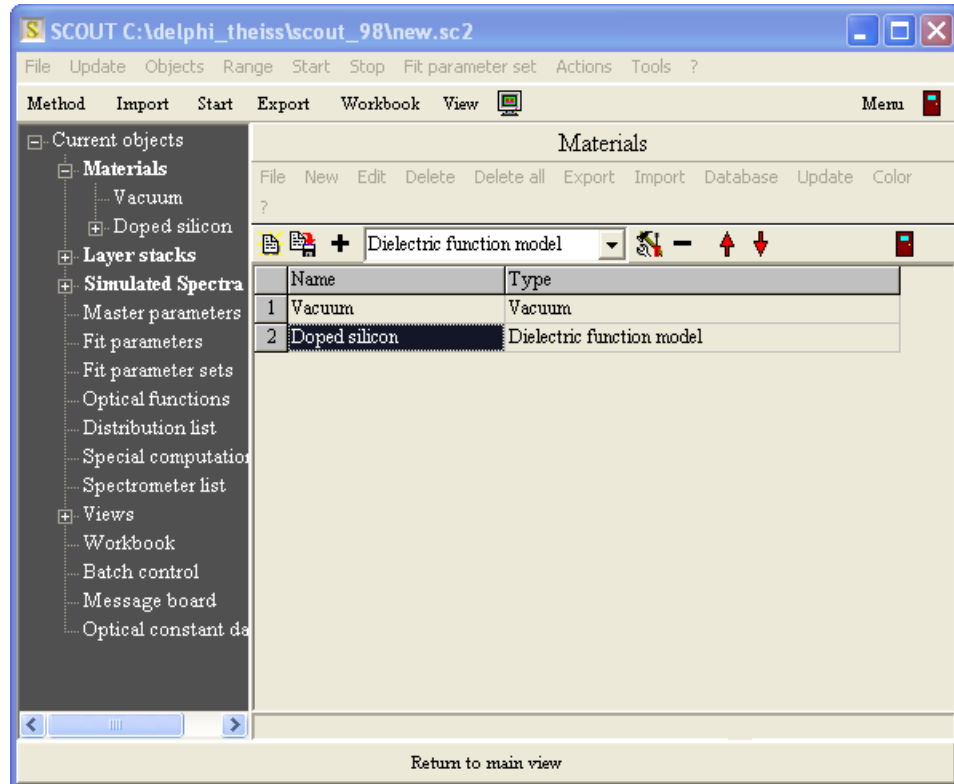 SCOUT C:\delphi_theiss\scout_98\new.sc2
File Update Objects Range Start Stop Fit parameter set Actions Tools ?
Method Import Start Export Workbook View Menu
Current objects
Materials
Vacuum
Doped silicon
Layer stacks
Simulated Spectra
Master parameters
Fit parameters
Fit parameter sets
Optical functions
Distribution list
Special computation
Spectrometer list
Views
Workbook
Batch control
Message board
Optical constant da
Materials
File New Edit Delete Delete all Export Import Database Update Color
?
Dielectric function model
Name Type
1 Vacuum Vacuum
2 Doped silicon Dielectric function model
Return to main view